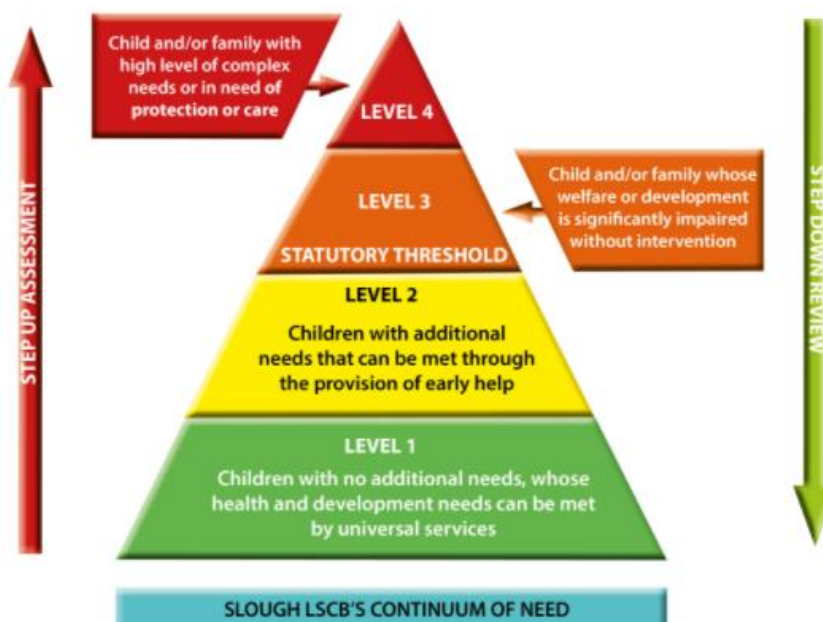 Child and/or family with
high level of complex
needs or in need of
protection or care
LEVEL 4
LEVEL 3
STATUTORY THRESHOLD
Child and/or family whose
welfare or development
is significantly impaired
without intervention
LEVEL 2
Children with additional
needs that can be met through
the provision of early help
LEVEL 1
Children with no additional needs, whose
health and development needs can be met
by universal services
STEP UP ASSESSMENT
STEP DOWN REVIEW
SLOUGH LSCB'S CONTINUUM OF NEED